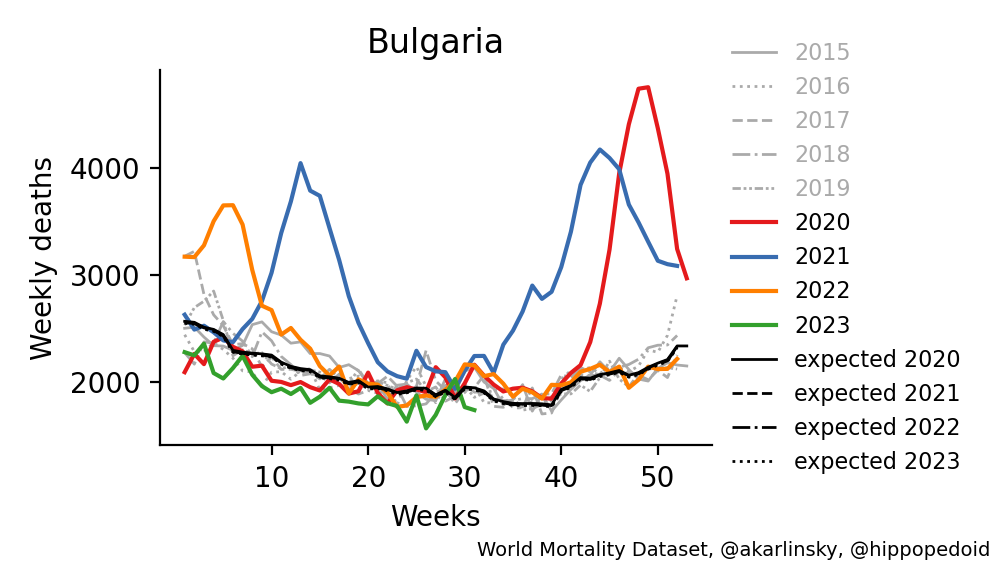 Bulgaria
Weekly deaths
4000
3000
2000
10 20 30 40 50
Weeks
2015
2016
2017
2018
2019
2020
2021
2022
2023
expected 2020
expected 2021
expected 2022
expected 2023
World Mortality Dataset, @akarlinsky, @hippopedoid